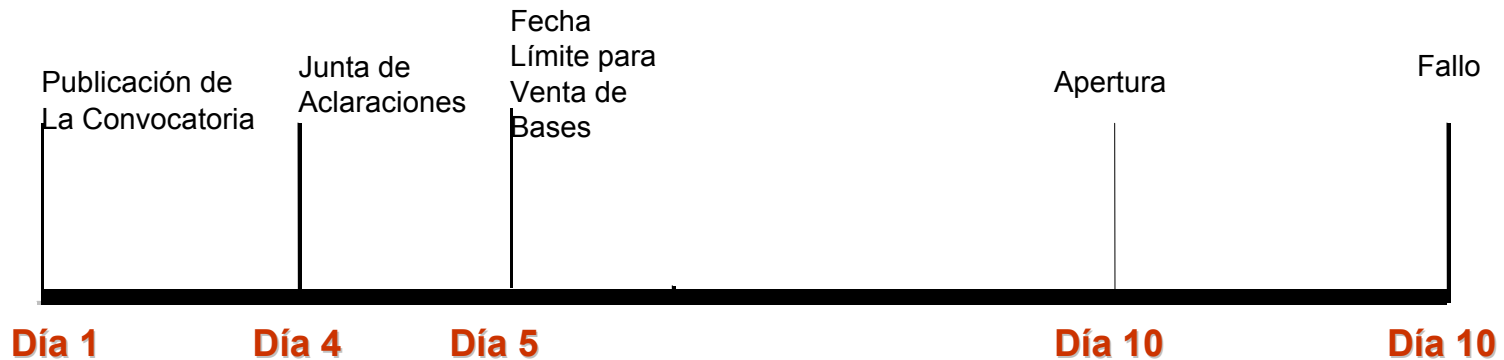 Publicación de
La Convocatoria
Junta de
Aclaraciones
Fecha
Límite para
Venta de
Bases
Apertura
Fallo
Día 1
Día 4
Día 5
Día 10
Día 10